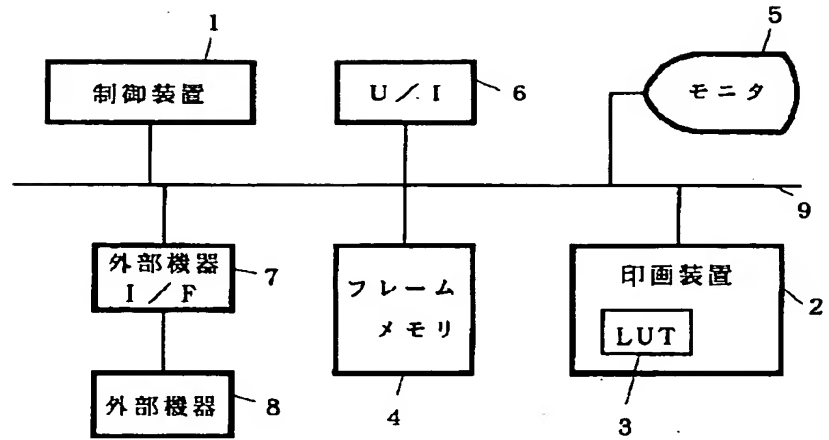 1
5
制御装置
U/I
6
モニタ
9
外部機器
I/F
7
フレーム
メモリ
印画装置
2
LUT
外部機器
8
4
3